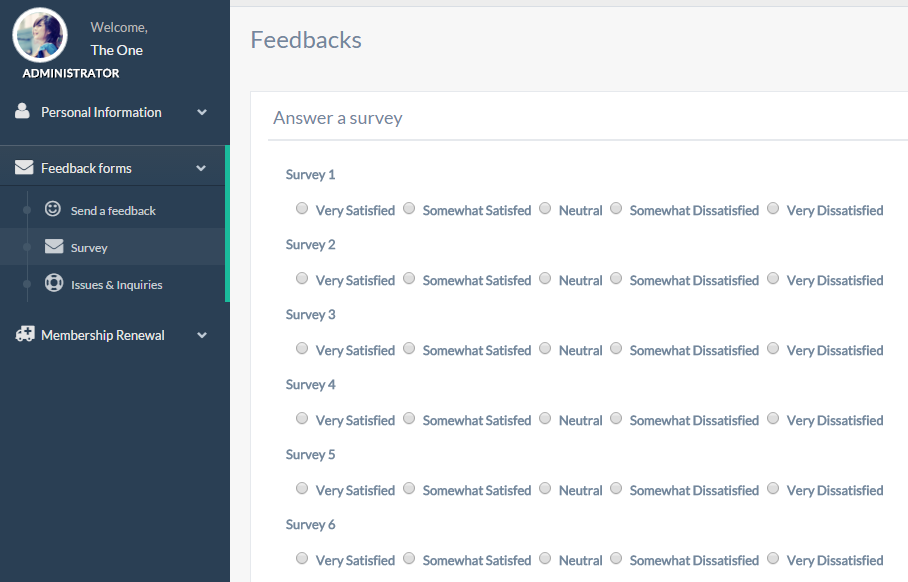 Welcome,
The One
ADMINISTRATOR
Personal Information
Feedback forms
Send a feedback
Survey
Issues & Inquiries
Membership Renewal
Feedbacks
Answer a survey
Survey 1
Very Satisfied Somewhat Satisfed Neutral Somewhat Dissatisfied Very Dissatisfied
Survey 2
Very Satisfied Somewhat Satisfed Neutral Somewhat Dissatisfied Very Dissatisfied
Survey 3
Very Satisfied Somewhat Satisfed Neutral Somewhat Dissatisfied Very Dissatisfied
Survey 4
Very Satisfied Somewhat Satisfed Neutral Somewhat Dissatisfied Very Dissatisfied
Survey 5
Very Satisfied Somewhat Satisfed Neutral Somewhat Dissatisfied Very Dissatisfied
Survey 6
Very Satisfied Somewhat Satisfed Neutral Somewhat Dissatisfied Very Dissatisfied